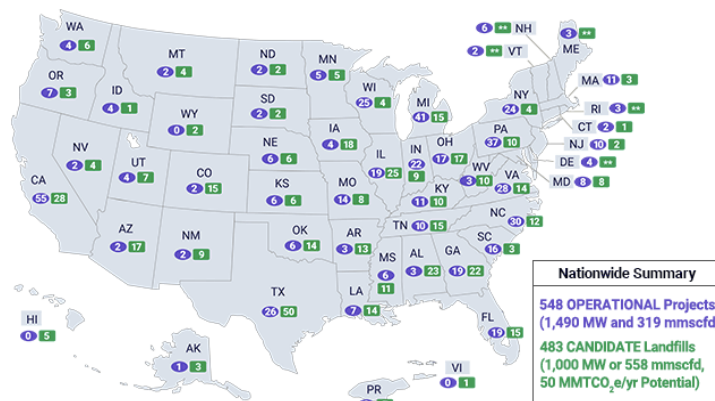 WA
4 6
OR
7 3
ID
4 1
MT
2 4
WY
0 2
NV
2 4
UT
4 7
CA
55 28
AZ
2 17
CO
2 15
NM
2 9
ND
2 2
SD
2 2
NE
6 6
KS
6 6
OK
6 14
TX
26 50
MN
5 5
IA
4 18
MO
14 8
AR
3 13
LA
7 14
WI
25 4
IL
19 25
MI
41 15
IN
22
9
OH
17 17
KY
11 10
TN 10 15
MS
6
11
AL
3 23
GA
19 22
FL
19 15
SC
16 3
NC
30 12
VA
28 14
WV
3 10
PA
37 10
NY
24 4
6 ** NH
2 ** VT
3 **
ME
MA 11 3
RI 3 **
CT 2 1
NJ 10 2
DE 4 **
MD 8 8
HI
0 5
AK
1 3
VI
0 1
PR
Nationwide Summary
548 OPERATIONAL Projects
(1,490 MW and 319 mmscfd
483 CANDIDATE Landfills
(1,000 MW or 558 mmscfd,
50 MMTCO₂e/yr Potential)